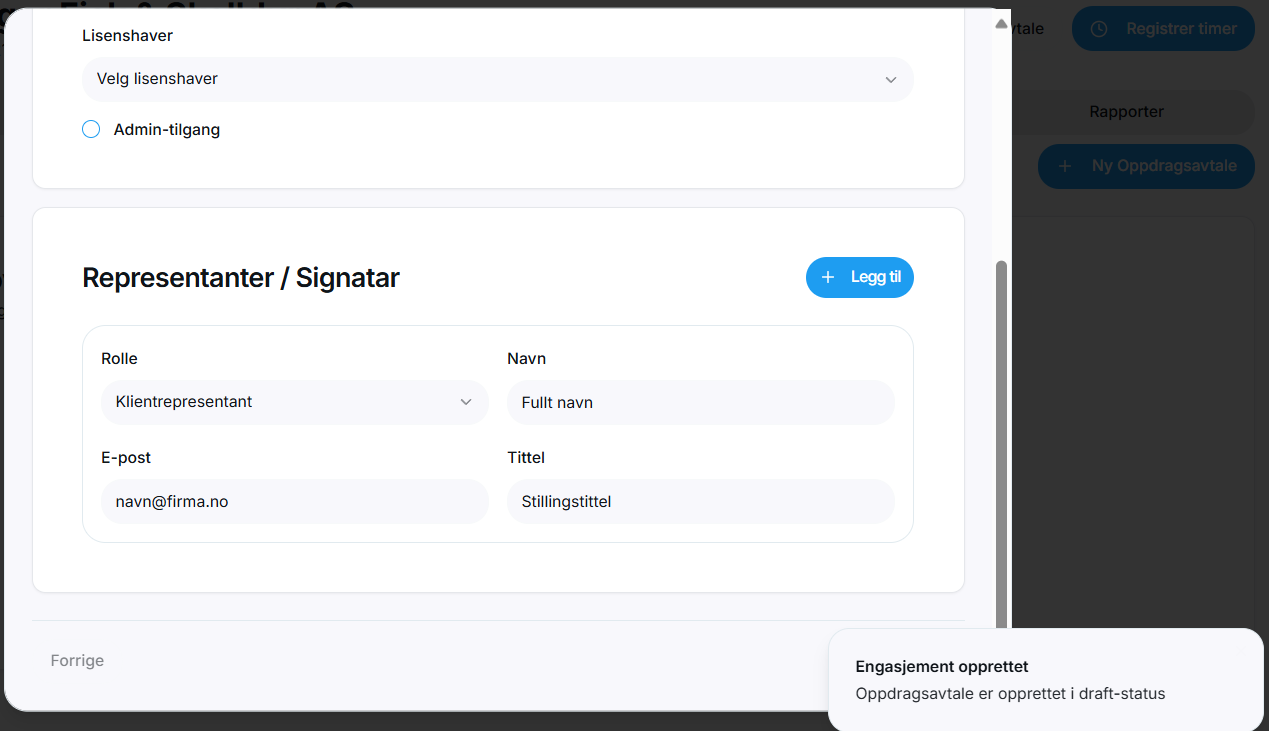 Lisenshaver
Velg lisenshaver
Admin-tilgang
Representanter / Signatar
Legg til
Rolle
Navn
Klientrepresentant
Fullt navn
E-post
Tittel
navn@firma.no
Stillingstittel
Forrige
Registrer timer
Rapporter
Ny Oppdragsavtale
Engasjement opprettet
Oppdragsavtale er opprettet i draft-status